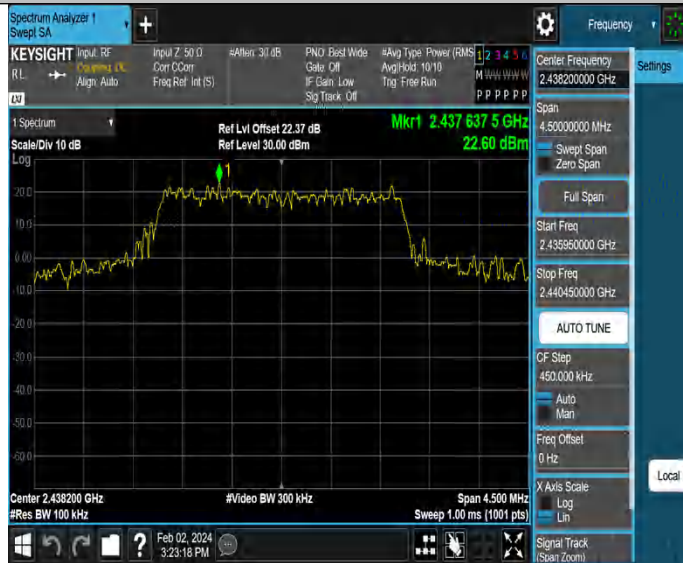 Spectrum Analyzer 1
Swept SA
+
Frequency
KEYSIGHT
Input: RF
Coupling: DC
Align: Auto
RL
Input Z: 50 Ω
Corr CCorr
Freq Ref: Int (S)
#Atten: 30 dB
PNO: Best Wide
Gate: Off
IF Gain: Low
Sig Track: Off
#Avg Type: Power (RMS
Avg|Hold: 10/10
Trig: Free Run
1 2 3 4 5 6
M W W W W W
P P P P P P
LXI
1 Spectrum
Scale/Div 10 dB
Ref Lvl Offset 22.37 dB
Ref Level 30.00 dBm
Mkr1 2.437 637 5 GHz
22.60 dBm
Log
1
20.0
10.0
0.00
-10.0
-20.0
-30.0
-40.0
-50.0
-60.0
Center 2.438200 GHz
#Res BW 100 kHz
#Video BW 300 kHz
Span 4.500 MHz
Sweep 1.00 ms (1001 pts)
?
Feb 02, 2024
3:23:18 PM
Center Frequency
2.438200000 GHz
Settings
Span
4.50000000 MHz
Swept Span
Zero Span
Full Span
Start Freq
2.435950000 GHz
Stop Freq
2.440450000 GHz
AUTO TUNE
CF Step
450.000 kHz
Auto
Man
Freq Offset
0 Hz
X Axis Scale
Log
Lin
Local
Signal Track
(Span Zoom)